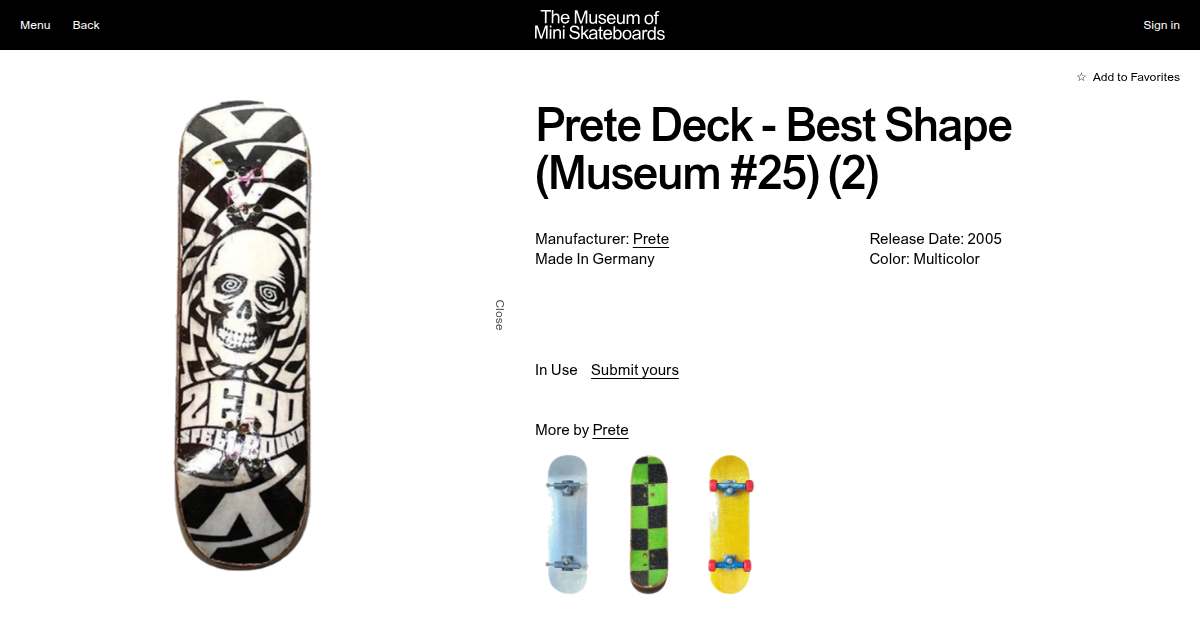 Menu
Back
The Museum of
Mini Skateboards
Sign in
☆ Add to Favorites
Prete Deck - Best Shape
(Museum #25) (2)
Manufacturer: Prete
Made In Germany
Release Date: 2005
Color: Multicolor
Close
In Use
Submit yours
More by Prete
ZERO
SPELLBOUND